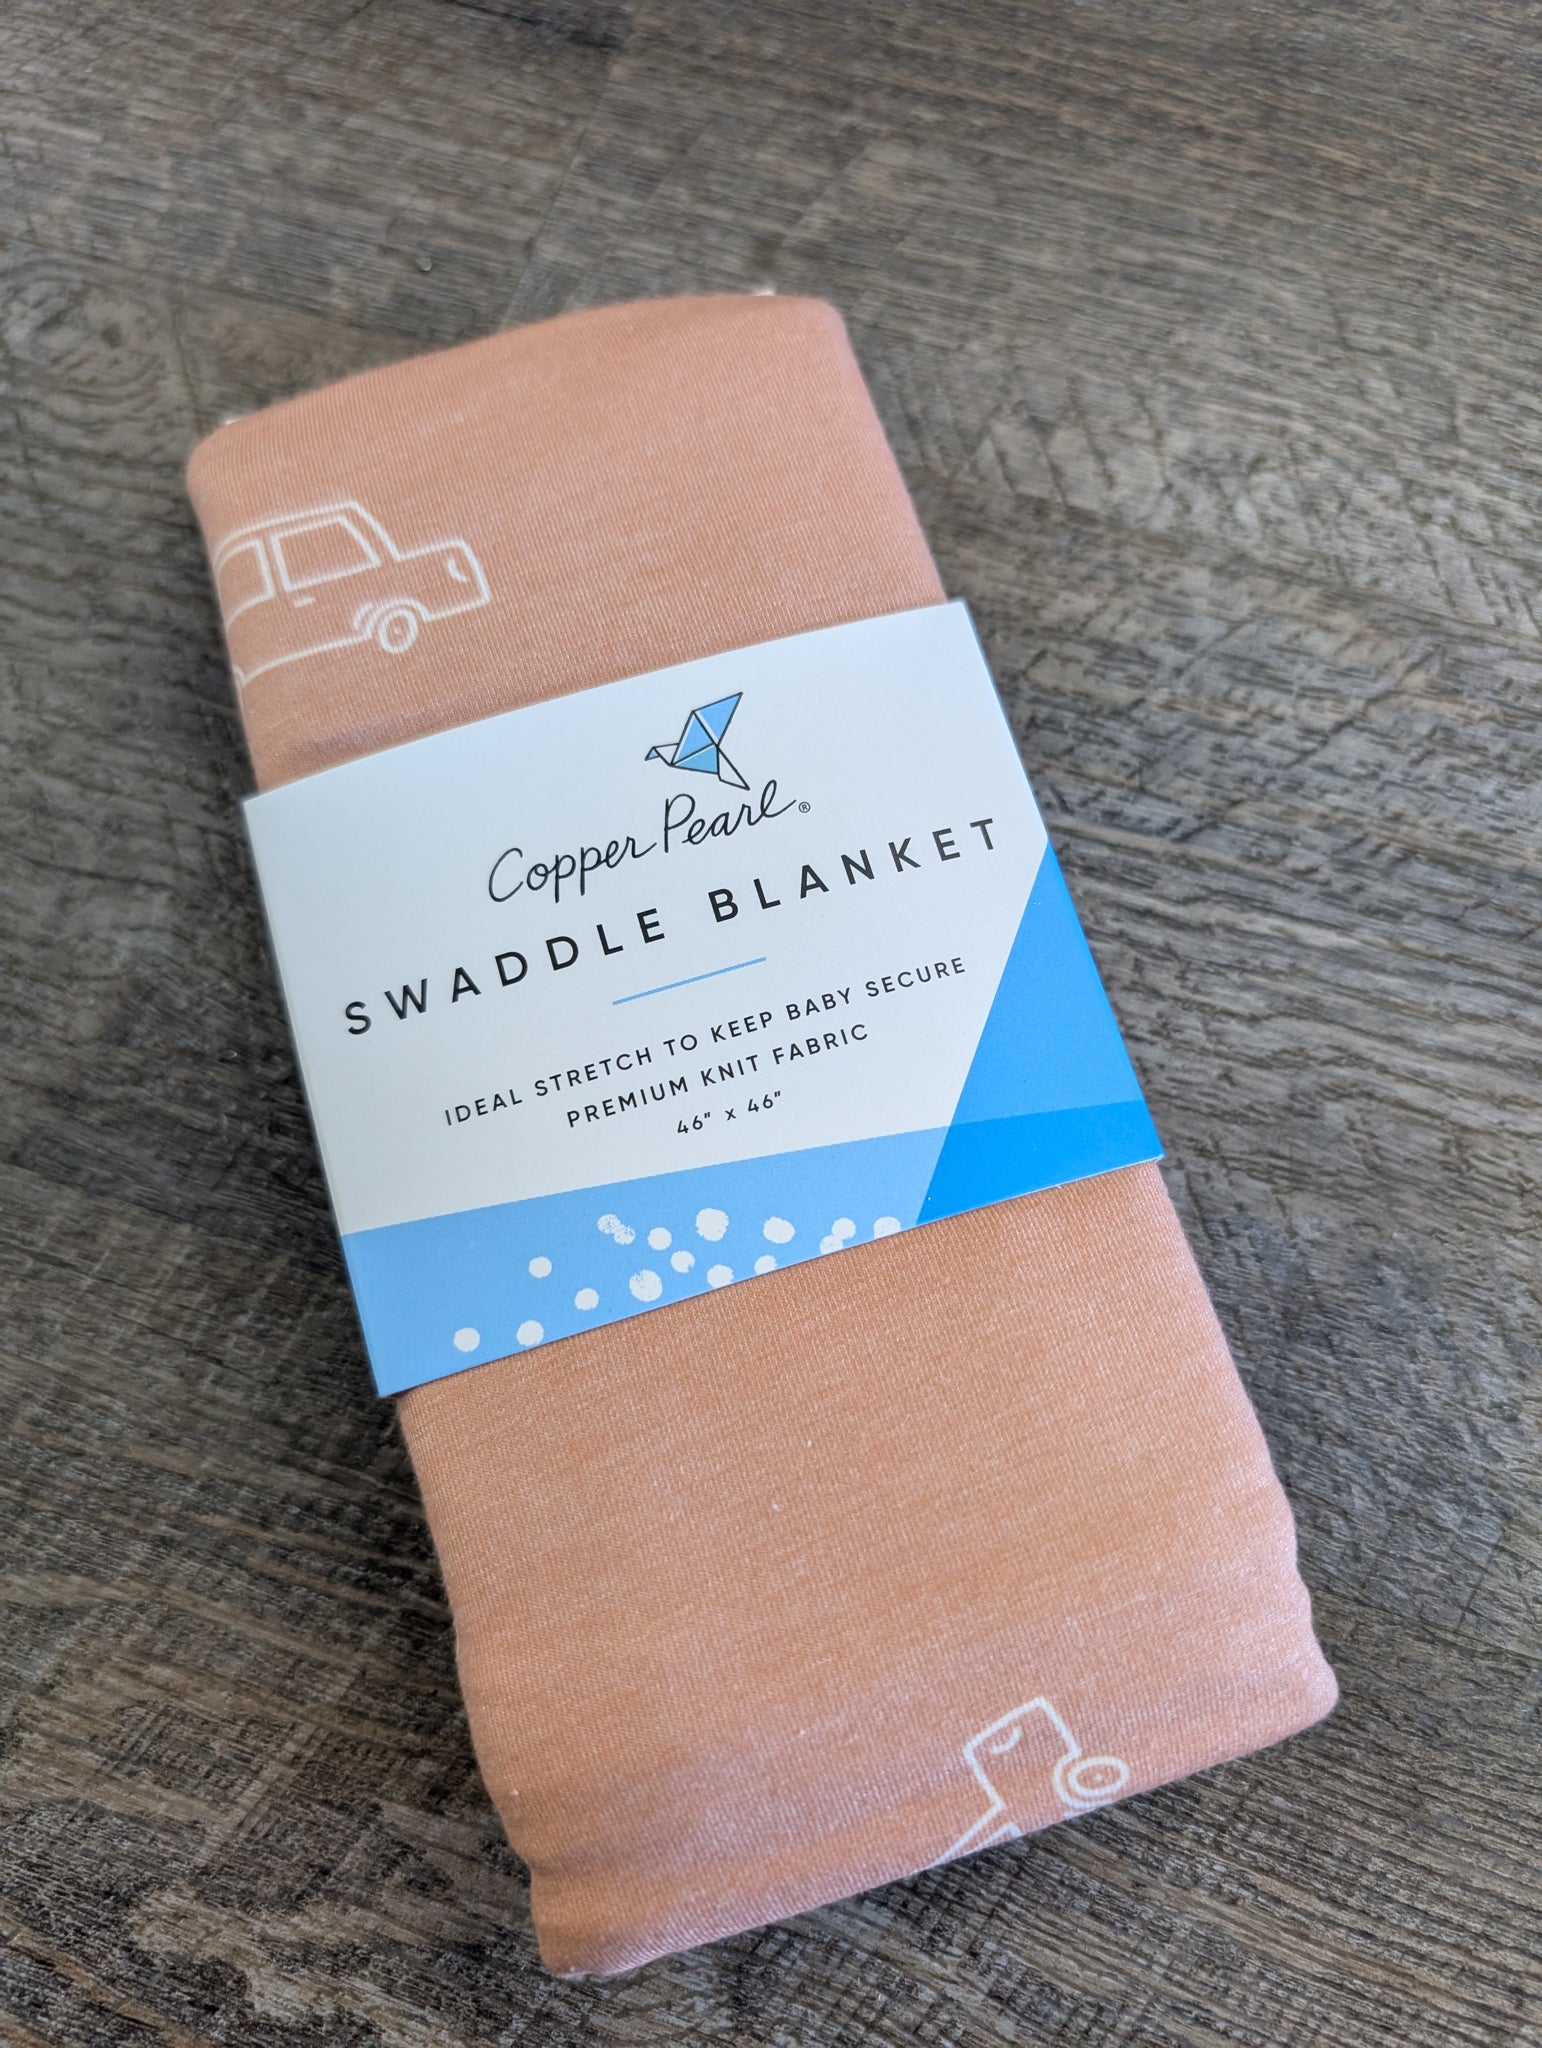 Copper Pearl®
SWADDLE BLANKET
IDEAL STRETCH TO KEEP BABY SECURE
PREMIUM KNIT FABRIC
46" x 46"